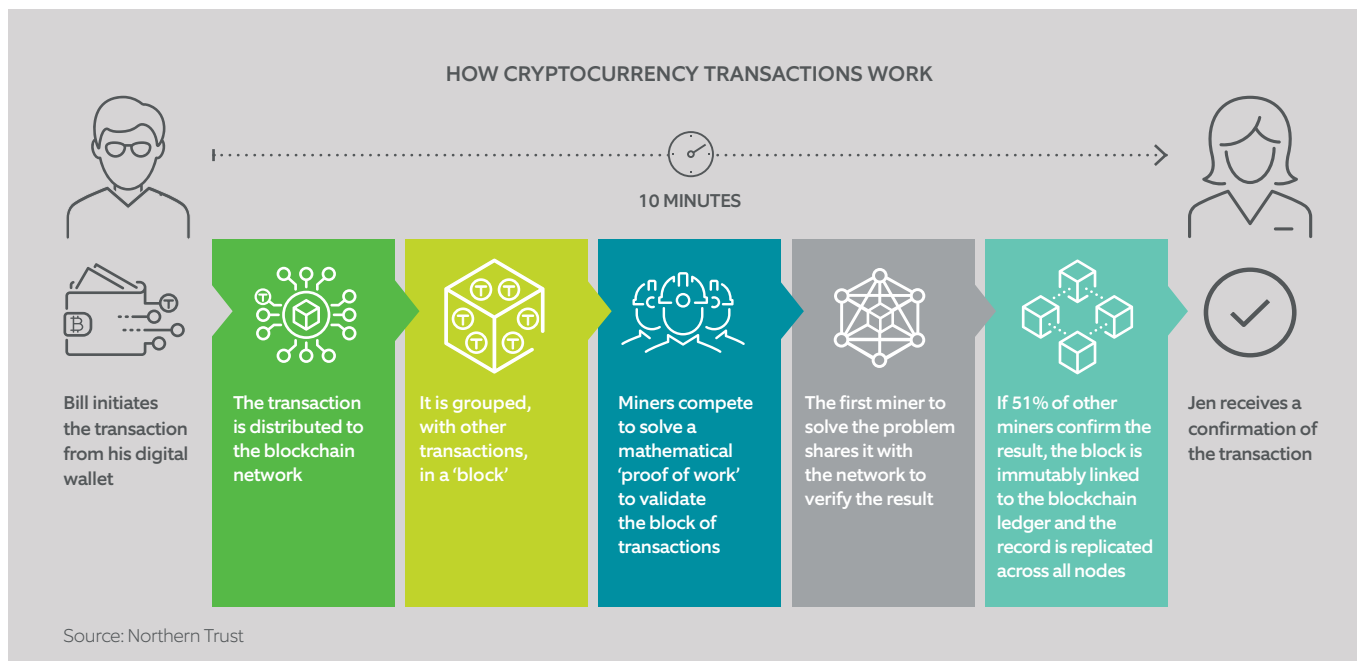 HOW CRYPTOCURRENCY TRANSACTIONS WORK
10 MINUTES
Bill initiates
the transaction
from his digital
wallet
The transaction
is distributed to
the blockchain
network
It is grouped,
with other
transactions,
in a ‘block’
Miners compete
to solve a
mathematical
‘proof of work’
to validate
the block of
transactions
The first miner to
solve the problem
shares it with
the network to
verify the result
If 51% of other
miners confirm the
result, the block is
immutably linked
to the blockchain
ledger and the
record is replicated
across all nodes
Jen receives a
confirmation of
the transaction
Source: Northern Trust